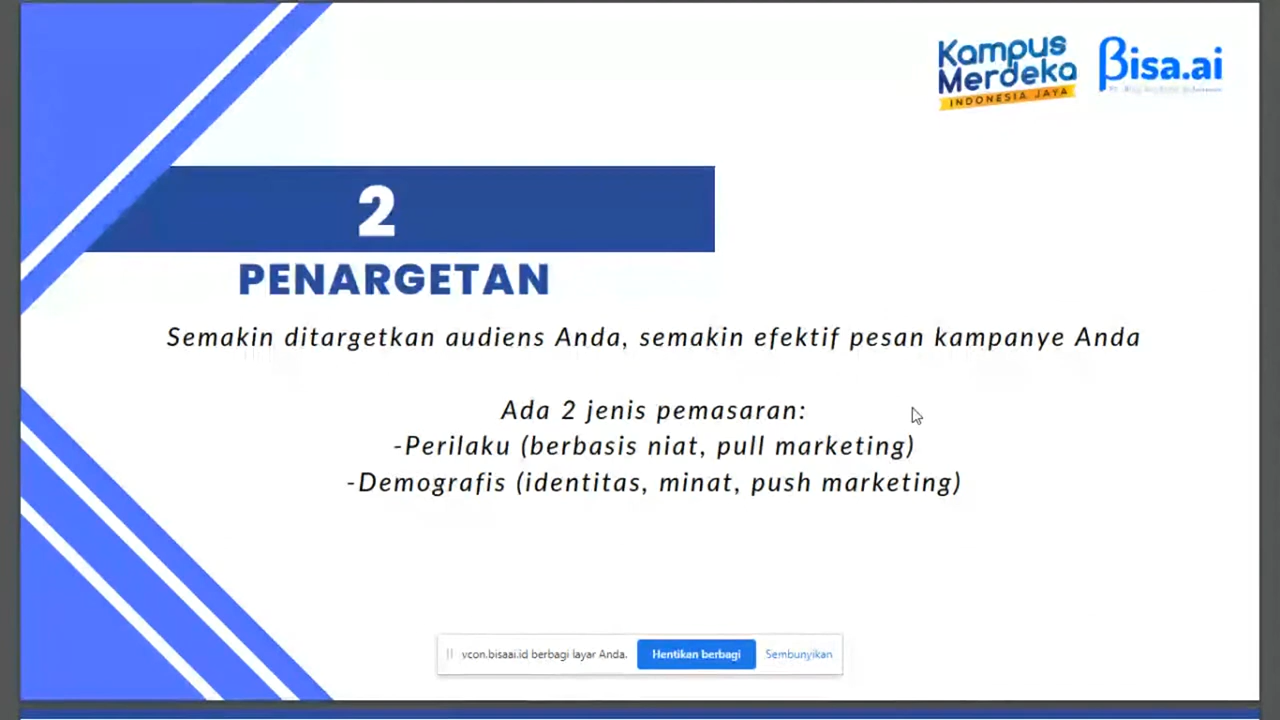 Kampus
Merdeka
INDONESIA JAYA
Bisa.ai
2
PENARGETAN
Semakin ditargetkan audiens Anda, semakin efektif pesan kampanye Anda
Ada 2 jenis pemasaran:
-Perilaku (berbasis niat, pull marketing)
-Demografis (identitas, minat, push marketing)
vcon.bisaai.id berbagi layar Anda.
Hentikan berbagi
Sembunyikan